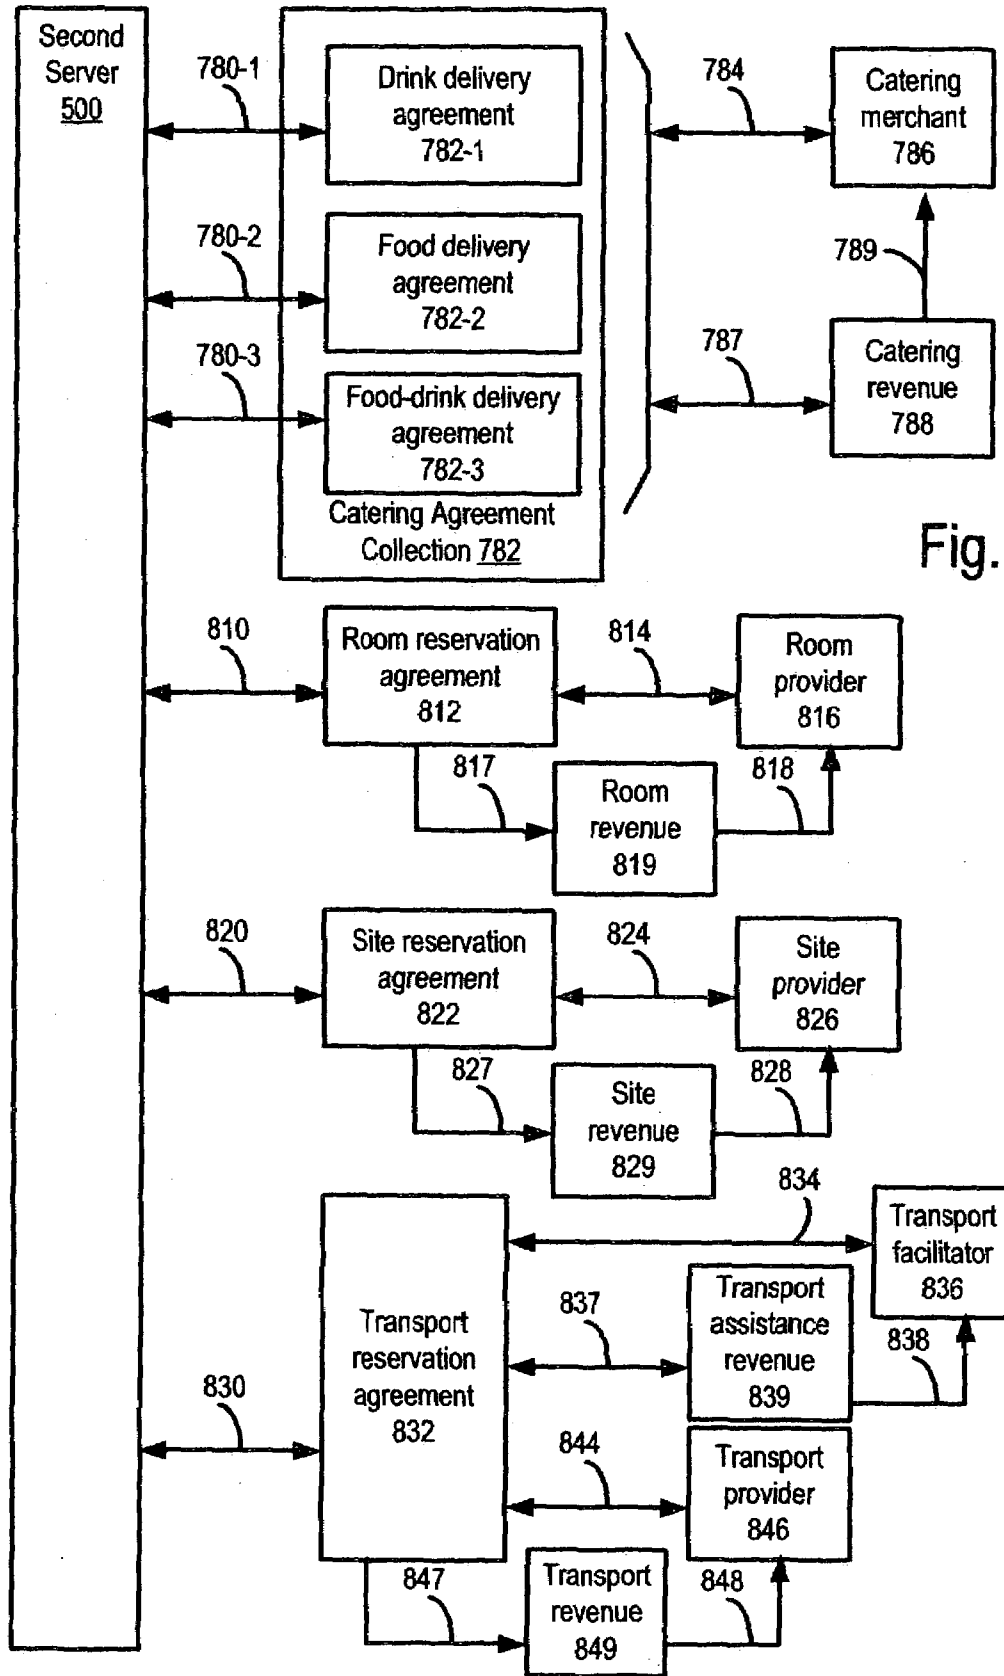 Second
Server
500
780-1
Drink delivery
agreement
782-1
784
Catering
merchant
786
780-2
Food delivery
agreement
782-2
789
780-3
Food-drink delivery
agreement
782-3
787
Catering
revenue
788
Catering Agreement
Collection 782
Fig.
810
Room reservation
agreement
812
814
Room
provider
816
817
Room
revenue
819
818
820
Site reservation
agreement
822
824
Site
provider
826
827
Site
revenue
829
828
834
Transport
facilitator
836
830
Transport
reservation
agreement
832
837
Transport
assistance
revenue
839
838
844
Transport
provider
846
847
Transport
revenue
849
848